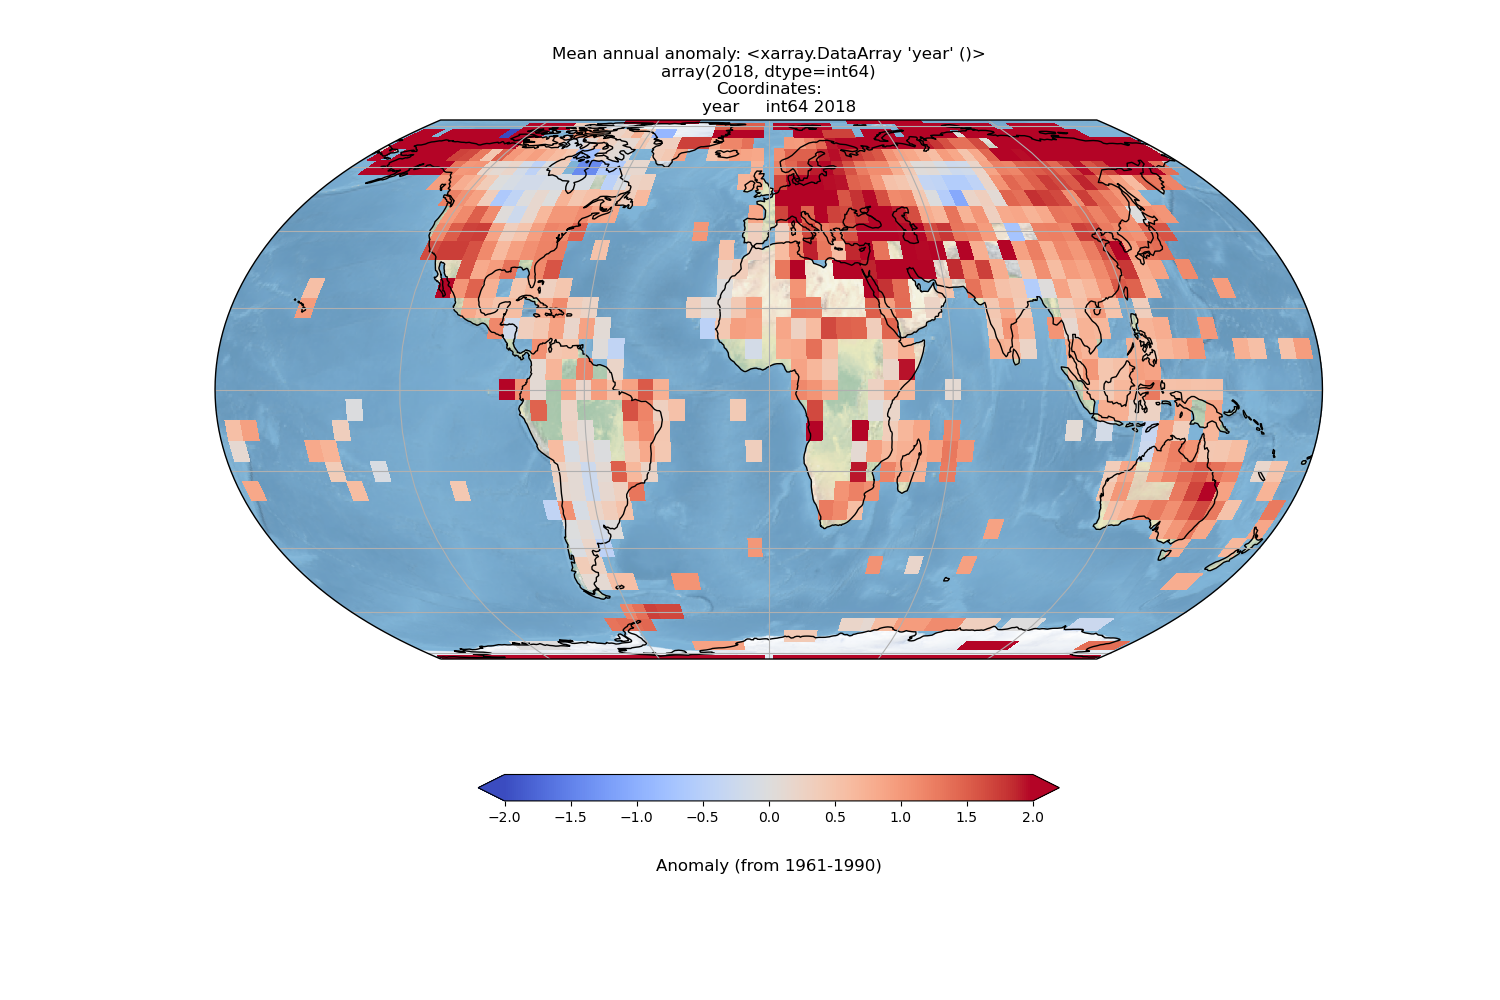 Mean annual anomaly: <xarray.DataArray 'year' ()>
array(2018, dtype=int64)
Coordinates:
year     int64 2018
−2.0 −1.5 −1.0 −0.5 0.0 0.5 1.0 1.5 2.0
Anomaly (from 1961-1990)